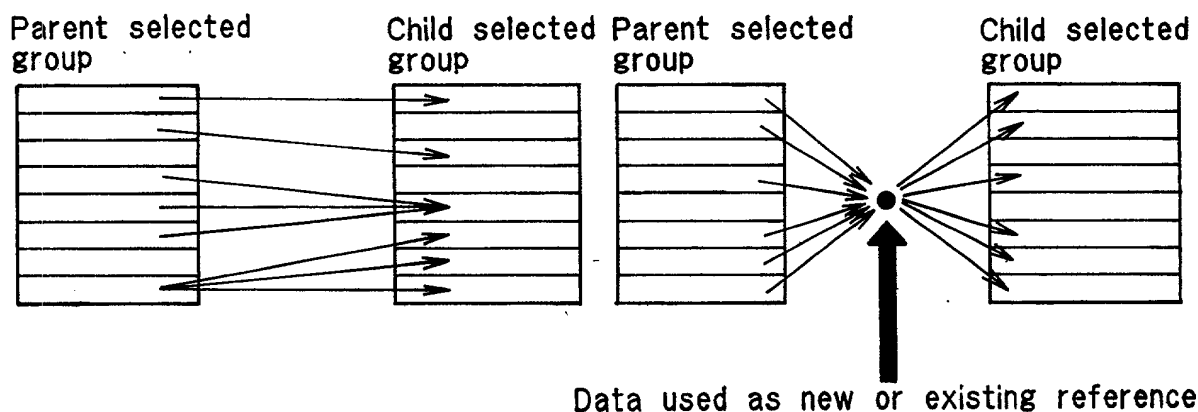 Parent selected
group
Child selected
group
Parent selected
group
Child selected
group
Data used as new or existing reference